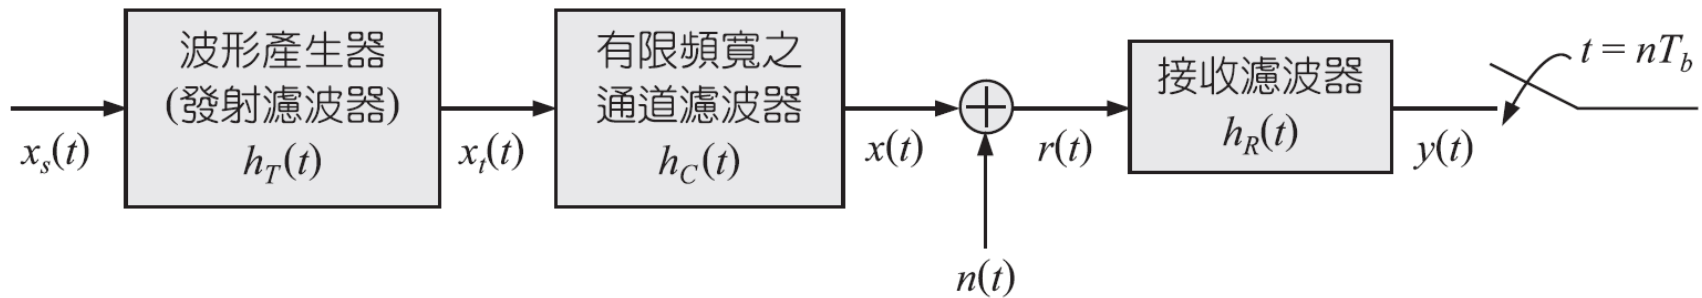 波形產生器
(發射濾波器)
h_T(t)
有限頻寬之
通道濾波器
h_C(t)
接收濾波器
h_R(t)
t = nT_b
x_s(t)
x_t(t)
x(t)
r(t)
y(t)
n(t)